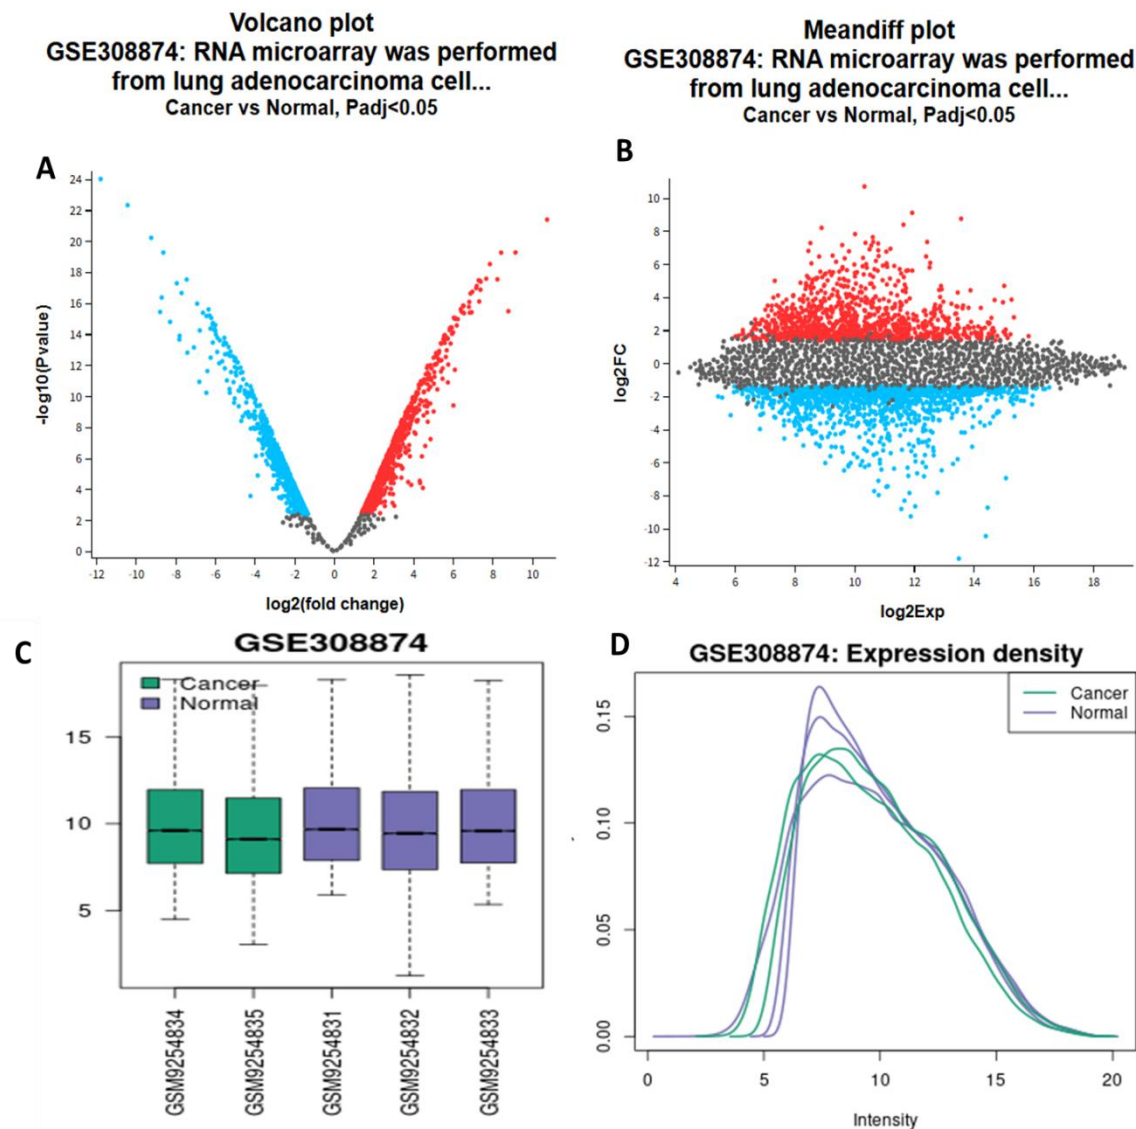 Volcano plot
GSE308874: RNA microarray was performed
from lung adenocarcinoma cell...
Cancer vs Normal, Padj<0.05
A
24
22
20
18
16
14
12
10
8
6
4
2
0
-log10(Pvalue)
-12 -10 -8 -6 -4 -2 0 2 4 6 8 10
log2(fold change)
Meandiff plot
GSE308874: RNA microarray was performed
from lung adenocarcinoma cell...
Cancer vs Normal, Padj<0.05
B
10
8
6
4
2
0
-2
-4
-6
-8
-10
-12
log2FC
4 6 8 10 12 14 16 18
log2Exp
C
GSE308874
Cancer
Normal
15
10
5
GSM9254834
GSM9254835
GSM9254831
GSM9254832
GSM9254833
D
GSE308874: Expression density
Cancer
Normal
0.15
0.10
0.05
0.00
0 5 10 15 20
Intensity